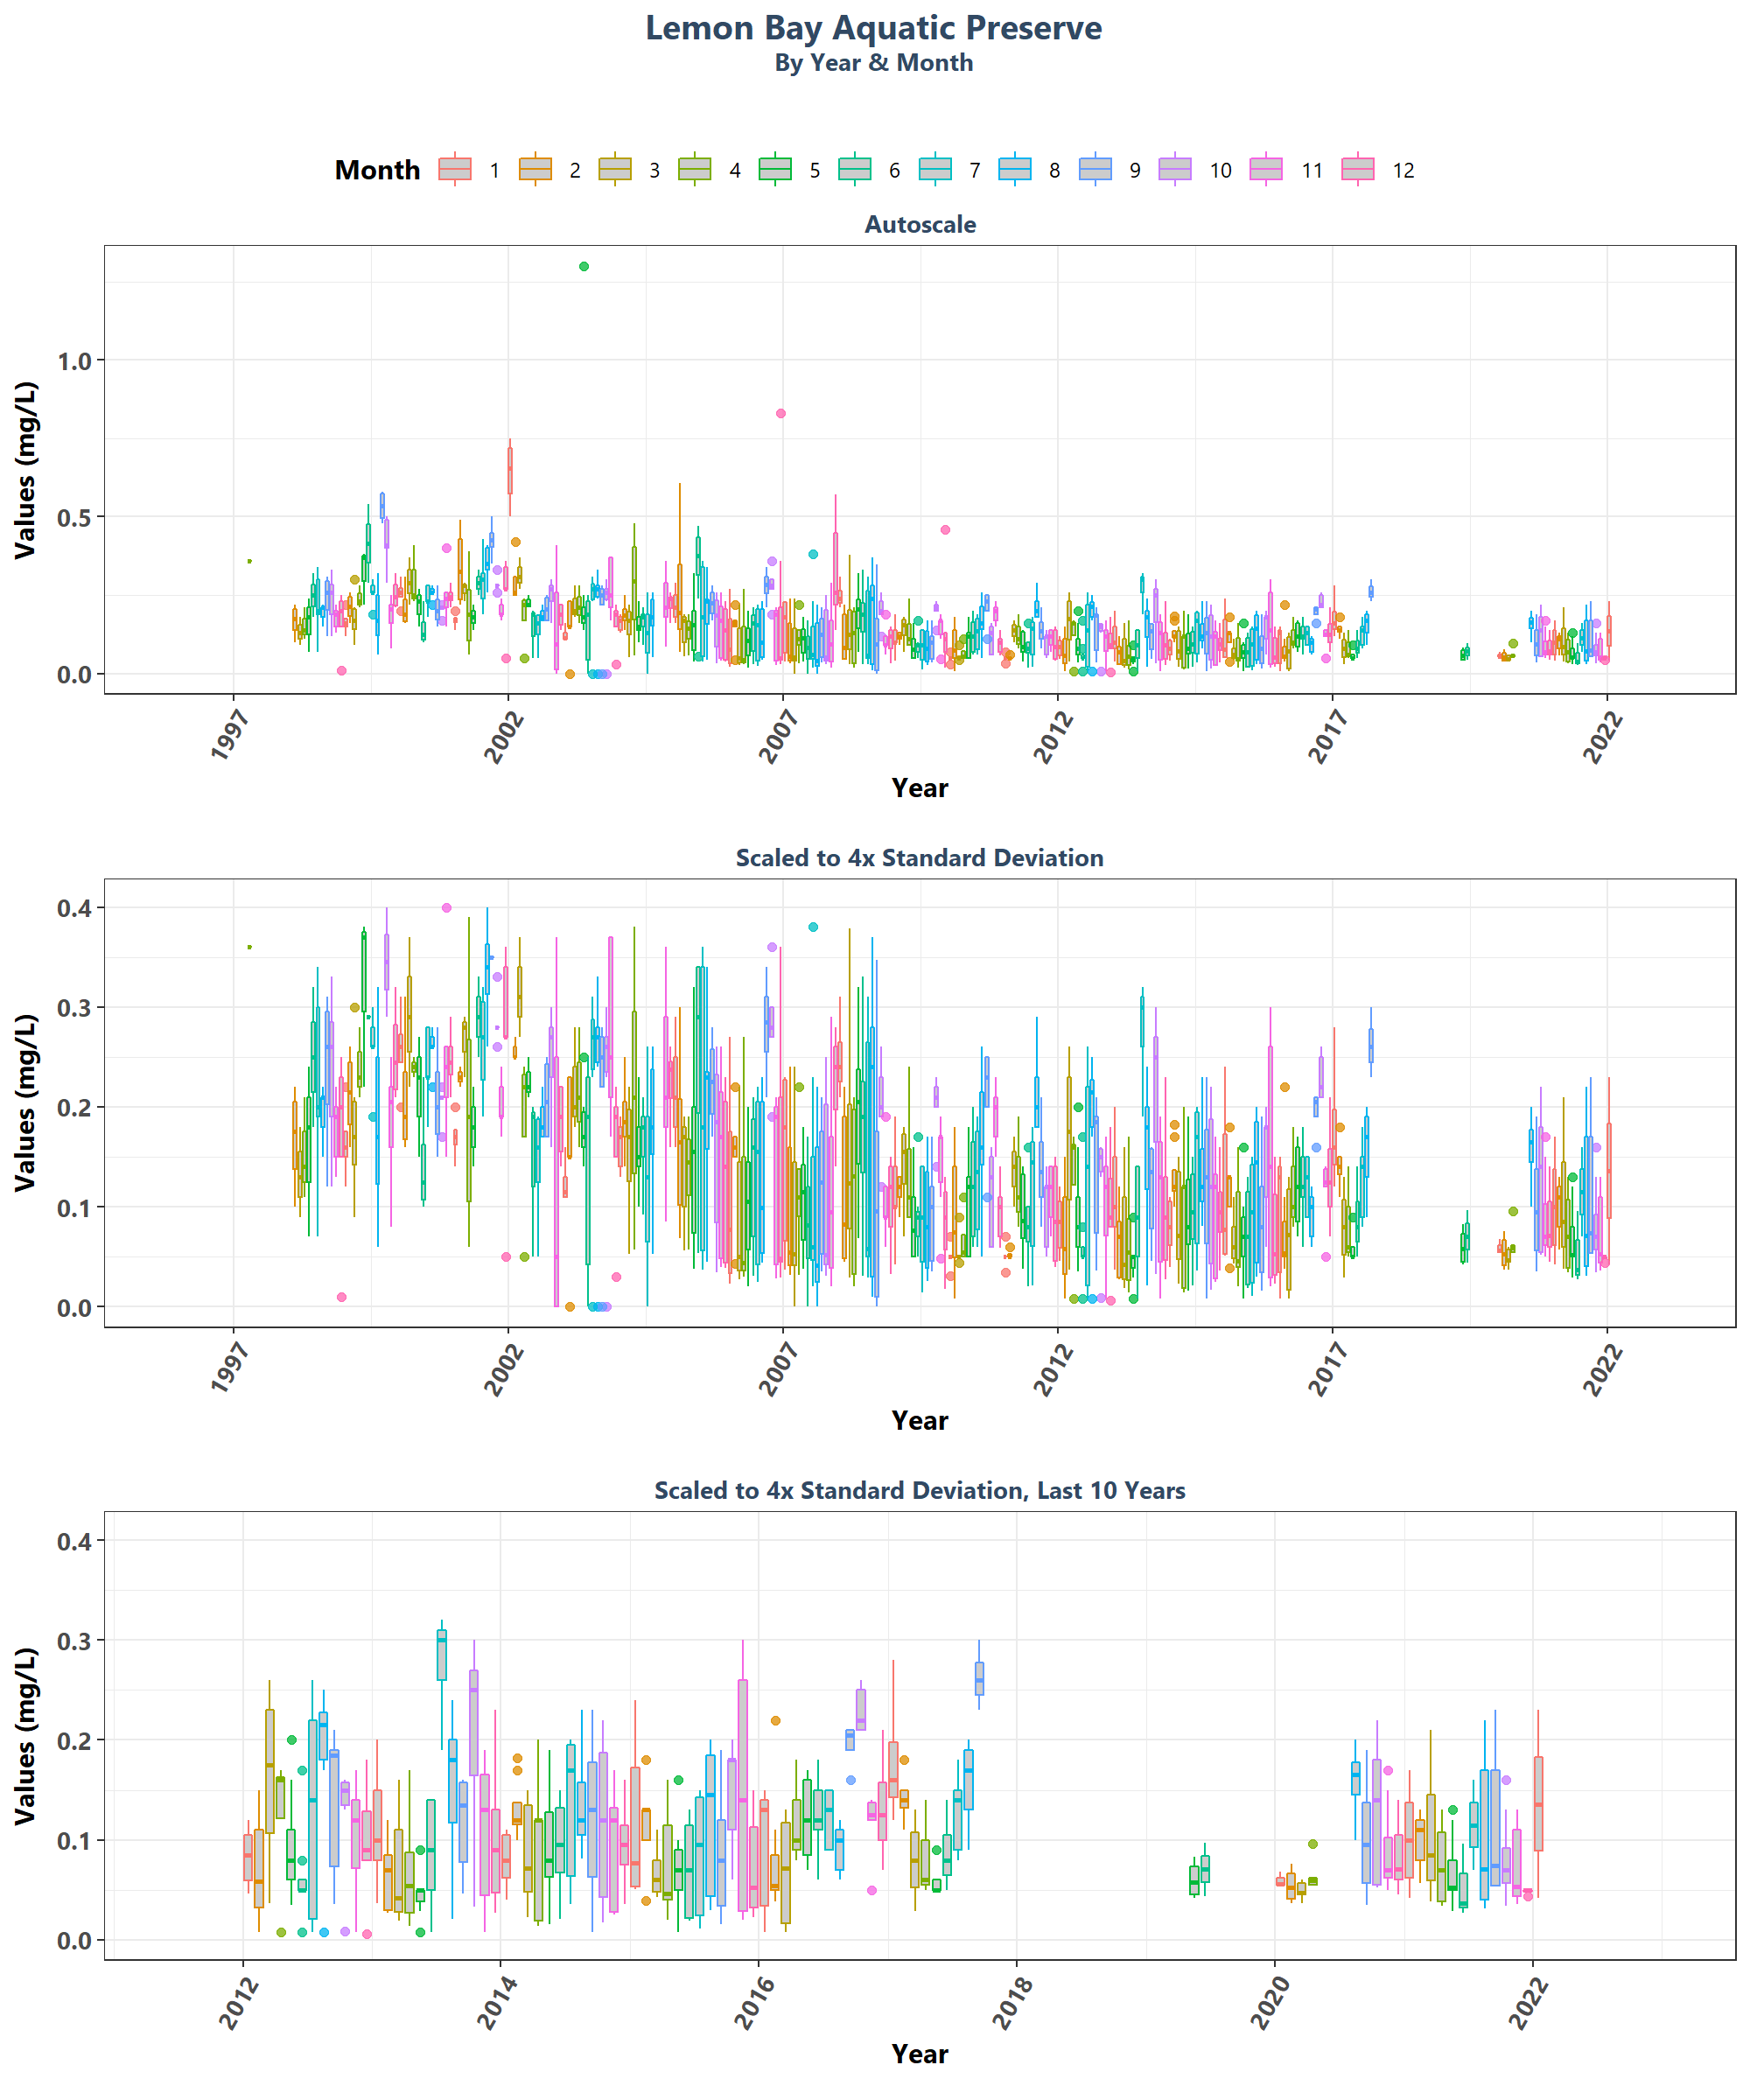 Lemon Bay Aquatic Preserve
By Year & Month
Month 1 2 3 4 5 6 7 8 9 10 11 12
Autoscale
Values (mg/L)
1.0
0.5
0.0
1997 2002 2007 2012 2017 2022
Year
Scaled to 4x Standard Deviation
Values (mg/L)
0.4
0.3
0.2
0.1
0.0
1997 2002 2007 2012 2017 2022
Year
Scaled to 4x Standard Deviation, Last 10 Years
Values (mg/L)
0.4
0.3
0.2
0.1
0.0
2012 2014 2016 2018 2020 2022
Year